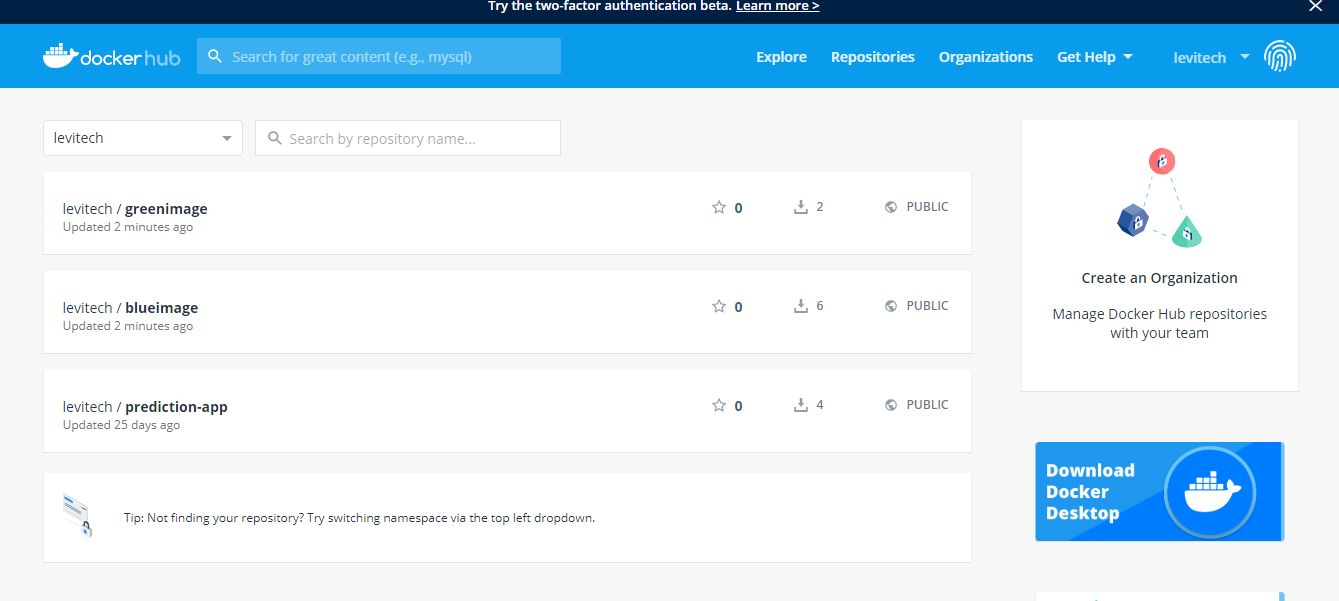 Try the two-factor authentication beta. Learn more >
docker hub
Search for great content (e.g., mysql)
Explore
Repositories
Organizations
Get Help
levitech
levitech
Search by repository name...
levitech / greenimage
Updated 2 minutes ago
0
2
PUBLIC
levitech / blueimage
Updated 2 minutes ago
0
6
PUBLIC
levitech / prediction-app
Updated 25 days ago
0
4
PUBLIC
Tip: Not finding your repository? Try switching namespace via the top left dropdown.
Create an Organization
Manage Docker Hub repositories
with your team
Download
Docker
Desktop